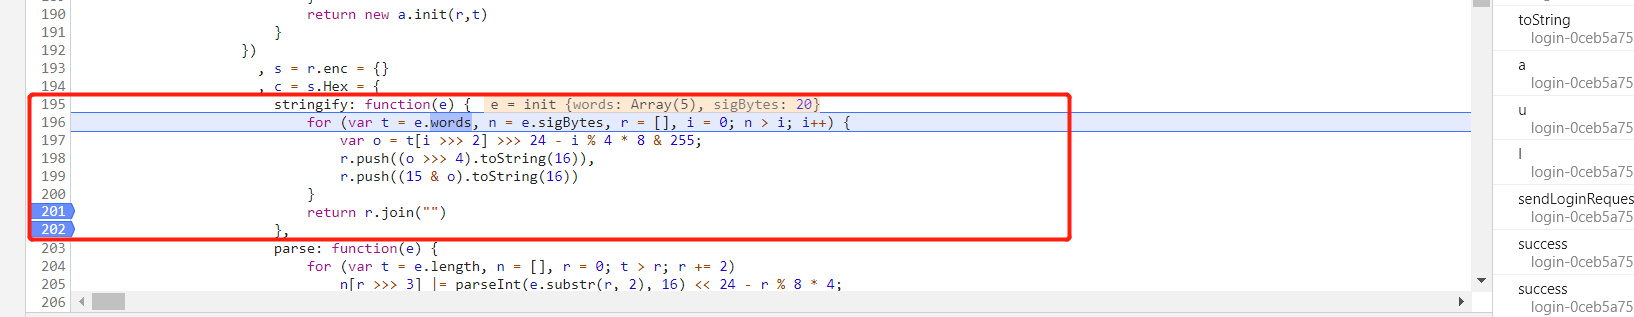 190 return new a.init(r,t)
191 }
192 })
193 , s = r.enc = {}
194 , c = s.Hex = {
195 stringify: function(e) { e = init {words: Array(5), sigBytes: 20}
196 for (var t = e.words, n = e.sigBytes, r = [], i = 0; n > i; i++) {
197 var o = t[i >>> 2] >>> 24 - i % 4 * 8 & 255;
198 r.push((o >>> 4).toString(16)),
199 r.push((15 & o).toString(16))
200 }
201 return r.join("")
202 },
203 parse: function(e) {
204 for (var t = e.length, n = [], r = 0; t > r; r += 2)
205 n[r >>> 3] |= parseInt(e.substr(r, 2), 16) << 24 - r % 8 * 4;
206
toString
login-0ceb5a75
a
login-0ceb5a75
u
login-0ceb5a75
l
login-0ceb5a75
sendLoginReques
login-0ceb5a75
success
login-0ceb5a75
success
login-0ceb5a75